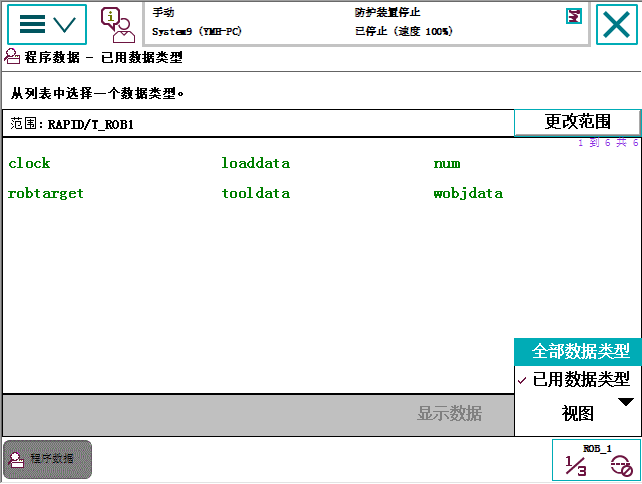 手动
防护装置停止
System9 (YMH-PC)
已停止 (速度 100%)
程序数据 - 已用数据类型
从列表中选择一个数据类型。
范围: RAPID/T_ROB1
更改范围
1 到 6 共 6
clock
loaddata
num
robtarget
tooldata
wobjdata
全部数据类型
已用数据类型
显示数据
视图
程序数据
ROB_1
1/3